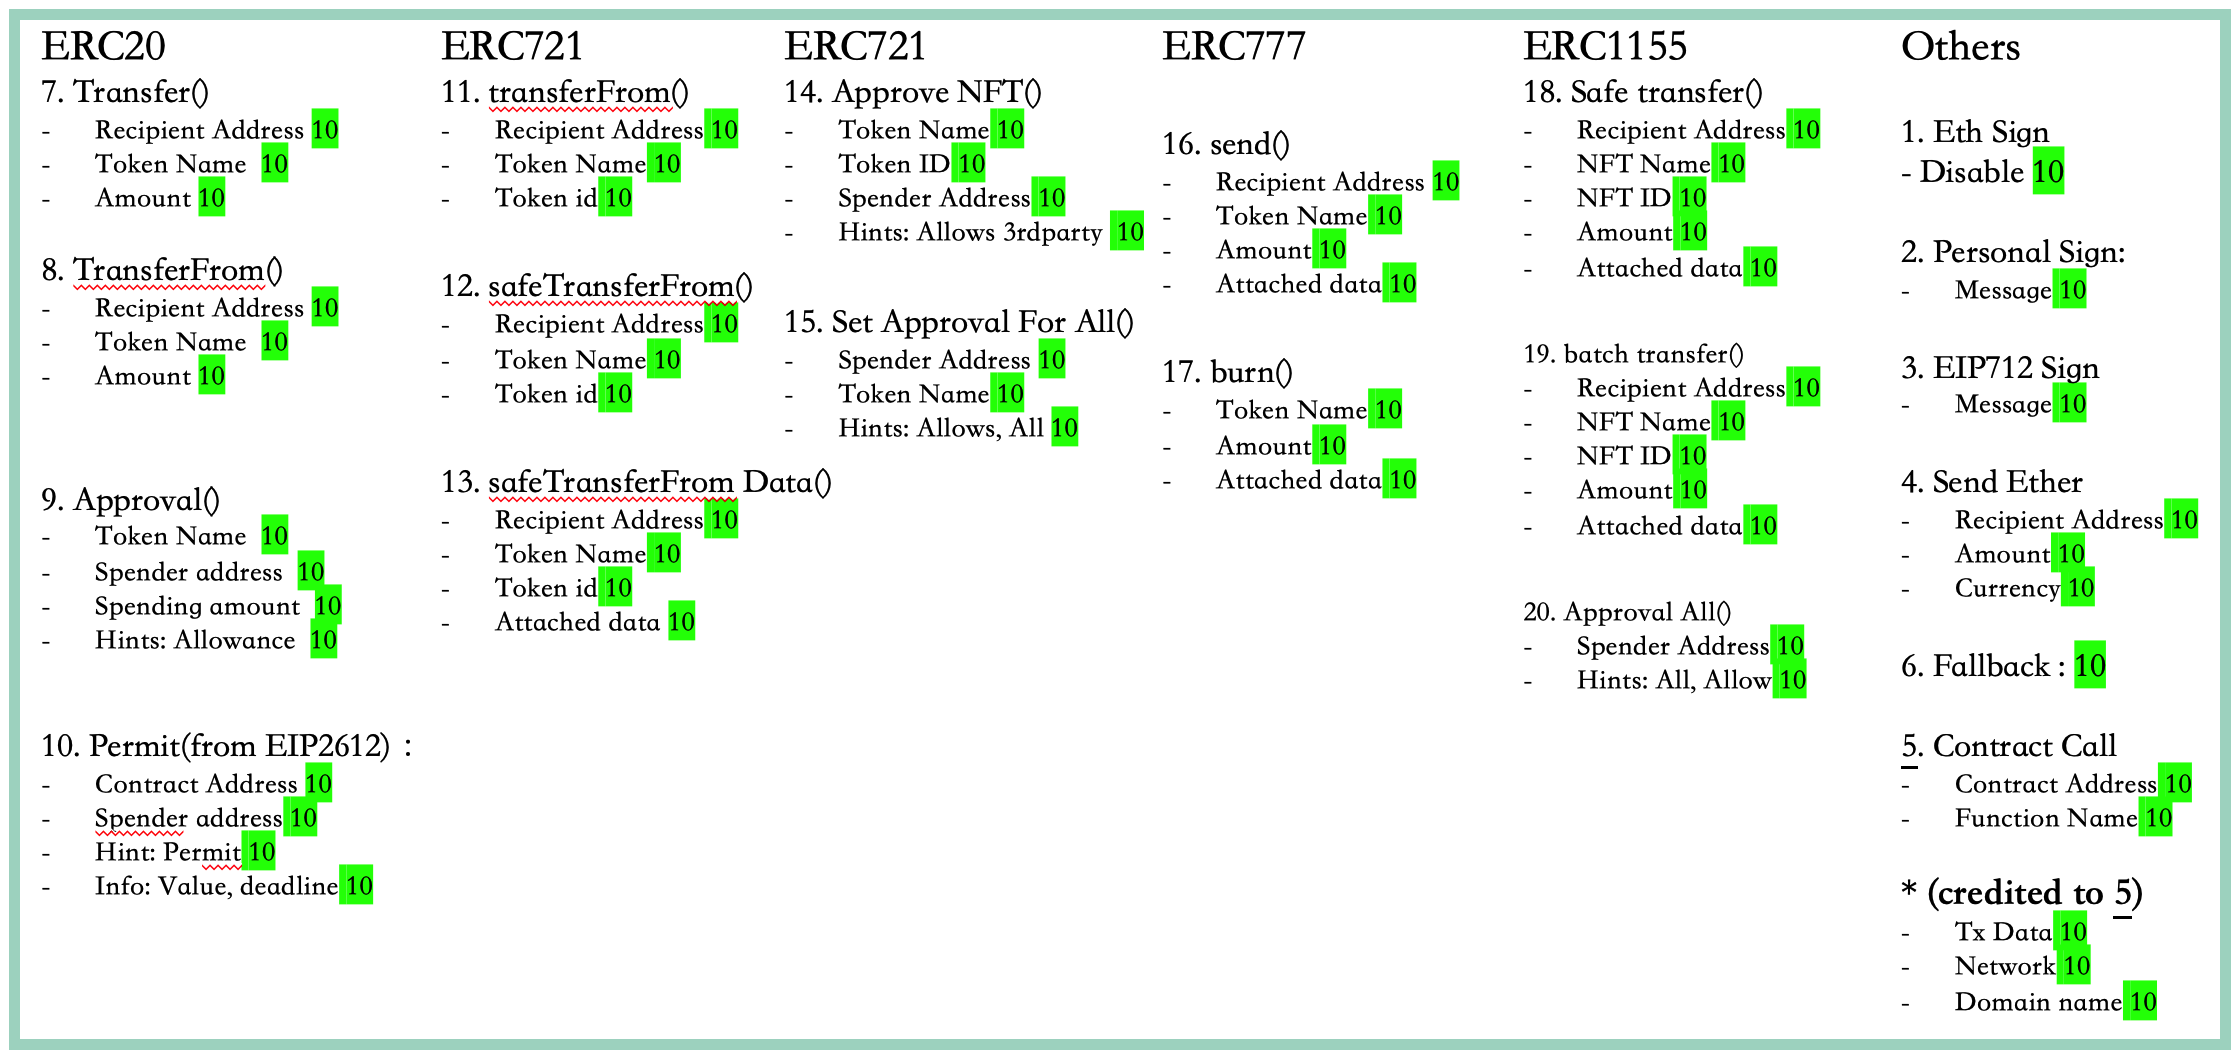 ERC20
7. Transfer()
- Recipient Address 10
- Token Name 10
- Amount 10
8. TransferFrom()
- Recipient Address 10
- Token Name 10
- Amount 10
9. Approval()
- Token Name 10
- Spender address 10
- Spending amount 10
- Hints: Allowance 10
10. Permit(from EIP2612) :
- Contract Address 10
- Spender address 10
- Hint: Permit 10
- Info: Value, deadline 10
ERC721
11. transferFrom()
- Recipient Address 10
- Token Name 10
- Token id 10
12. safeTransferFrom()
- Recipient Address 10
- Token Name 10
- Token id 10
13. safeTransferFrom Data()
- Recipient Address 10
- Token Name 10
- Token id 10
- Attached data 10
ERC721
14. Approve NFT()
- Token Name 10
- Token ID 10
- Spender Address 10
- Hints: Allows 3rdparty 10
15. Set Approval For All()
- Spender Address 10
- Token Name 10
- Hints: Allows, All 10
ERC777
16. send()
- Recipient Address 10
- Token Name 10
- Amount 10
- Attached data 10
17. burn()
- Token Name 10
- Amount 10
- Attached data 10
ERC1155
18. Safe transfer()
- Recipient Address 10
- NFT Name 10
- NFT ID 10
- Amount 10
- Attached data 10
19. batch transfer()
- Recipient Address 10
- NFT Name 10
- NFT ID 10
- Amount 10
- Attached data 10
20. Approval All()
- Spender Address 10
- Hints: All, Allow 10
Others
1. Eth Sign
- Disable 10
2. Personal Sign:
- Message 10
3. EIP712 Sign
- Message 10
4. Send Ether
- Recipient Address 10
- Amount 10
- Currency 10
6. Fallback : 10
5. Contract Call
- Contract Address 10
- Function Name 10
* (credited to 5)
- Tx Data 10
- Network 10
- Domain name 10